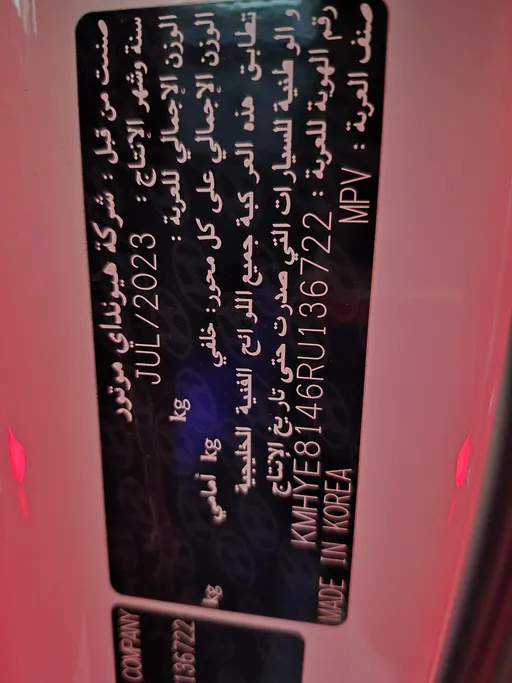 صنعت من قبل : شركة هيونداي موتور
سنة وشهر الإنتاج : JUL/2023
الوزن الإجمالي للعربة : kg
الوزن الإجمالي على كل محور: خلفي kg أمامي kg
تطابق هذه المركبة جميع اللوائح الفنية الخليجية
و الوطنية للسيارات التي صدرت حتى تاريخ الإنتاج
رقم الهوية للعربة : KMHYE8146RU136722
صنف العربة : MPV
MADE IN KOREA
COMPANY
136722